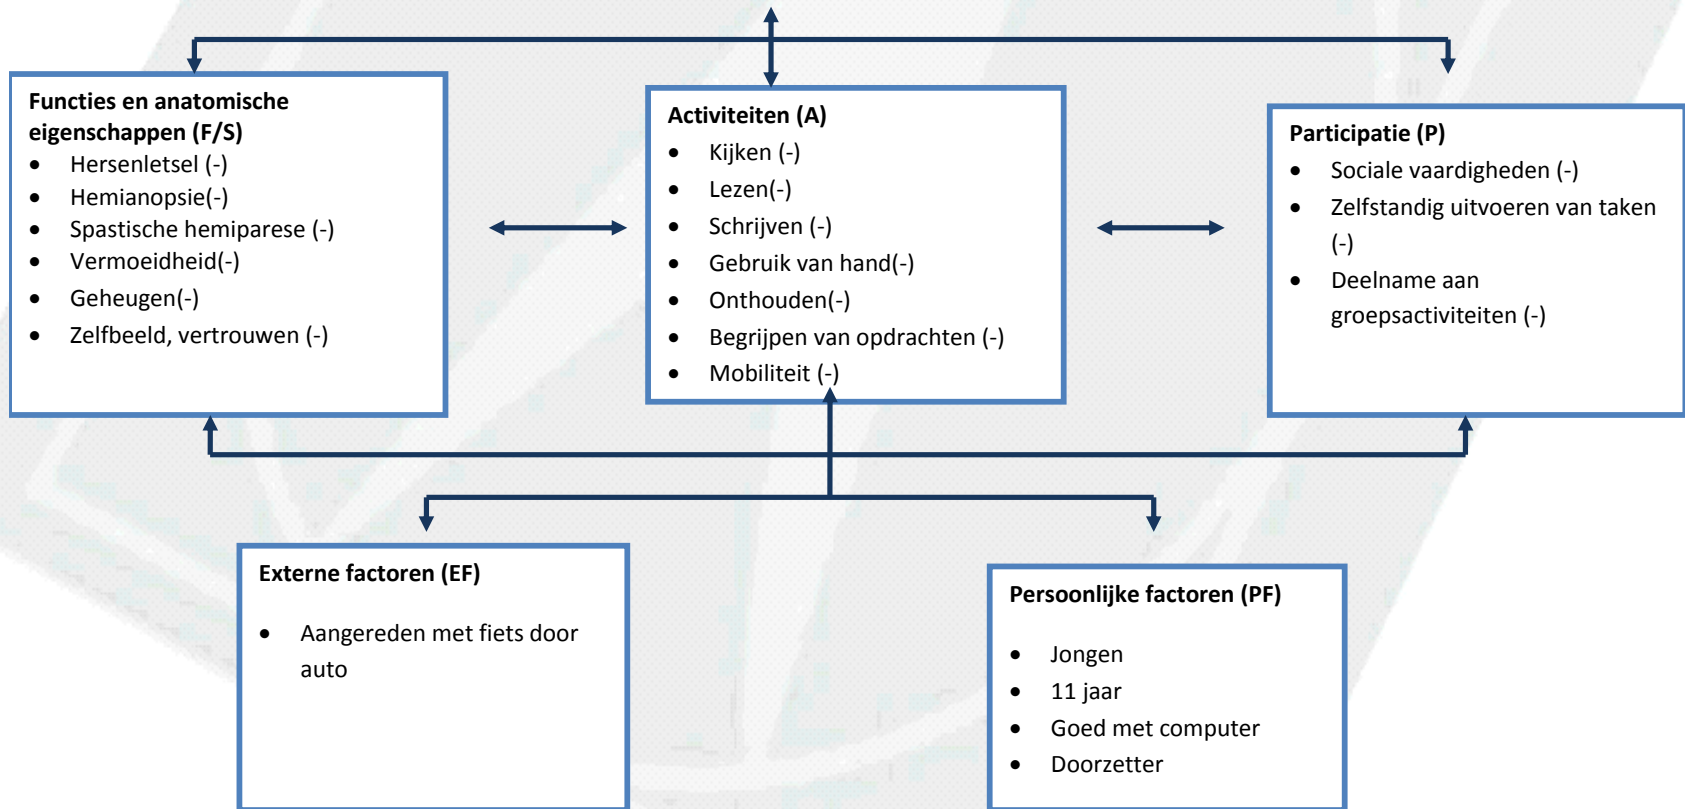 Functies en anatomische
eigenschappen (F/S)
• Hersenletsel (-)
• Hemianopsie(-)
• Spastische hemiparese (-)
• Vermoeidheid(-)
• Geheugen(-)
• Zelfbeeld, vertrouwen (-)
Activiteiten (A)
• Kijken (-)
• Lezen(-)
• Schrijven (-)
• Gebruik van hand(-)
• Onthouden(-)
• Begrijpen van opdrachten (-)
• Mobiliteit (-)
Participatie (P)
• Sociale vaardigheden (-)
• Zelfstandig uitvoeren van taken
(-)
• Deelname aan
groepsactiviteiten (-)
Externe factoren (EF)
• Aangereden met fiets door
auto
Persoonlijke factoren (PF)
• Jongen
• 11 jaar
• Goed met computer
• Doorzetter